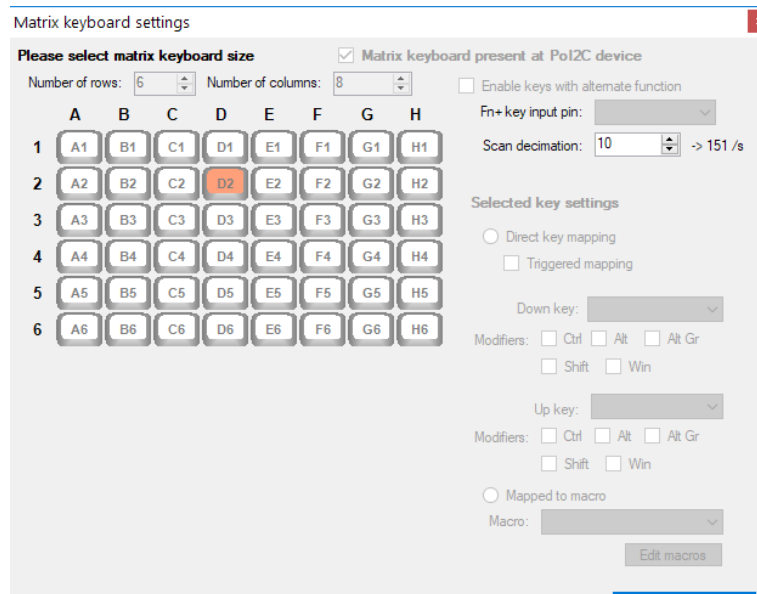 Matrix keyboard settings
Please select matrix keyboard size
Matrix keyboard present at PoI2C device
Number of rows: 6 Number of columns: 8
Enable keys with alternate function
Fn+ key input pin:
Scan decimation: 10 -> 151 /s
A B C D E F G H
1 A1 B1 C1 D1 E1 F1 G1 H1
2 A2 B2 C2 D2 E2 F2 G2 H2
3 A3 B3 C3 D3 E3 F3 G3 H3
4 A4 B4 C4 D4 E4 F4 G4 H4
5 A5 B5 C5 D5 E5 F5 G5 H5
6 A6 B6 C6 D6 E6 F6 G6 H6
Selected key settings
Direct key mapping
Triggered mapping
Down key:
Modifiers: Ctrl Alt Alt Gr
Shift Win
Up key:
Modifiers: Ctrl Alt Alt Gr
Shift Win
Mapped to macro
Macro:
Edit macros